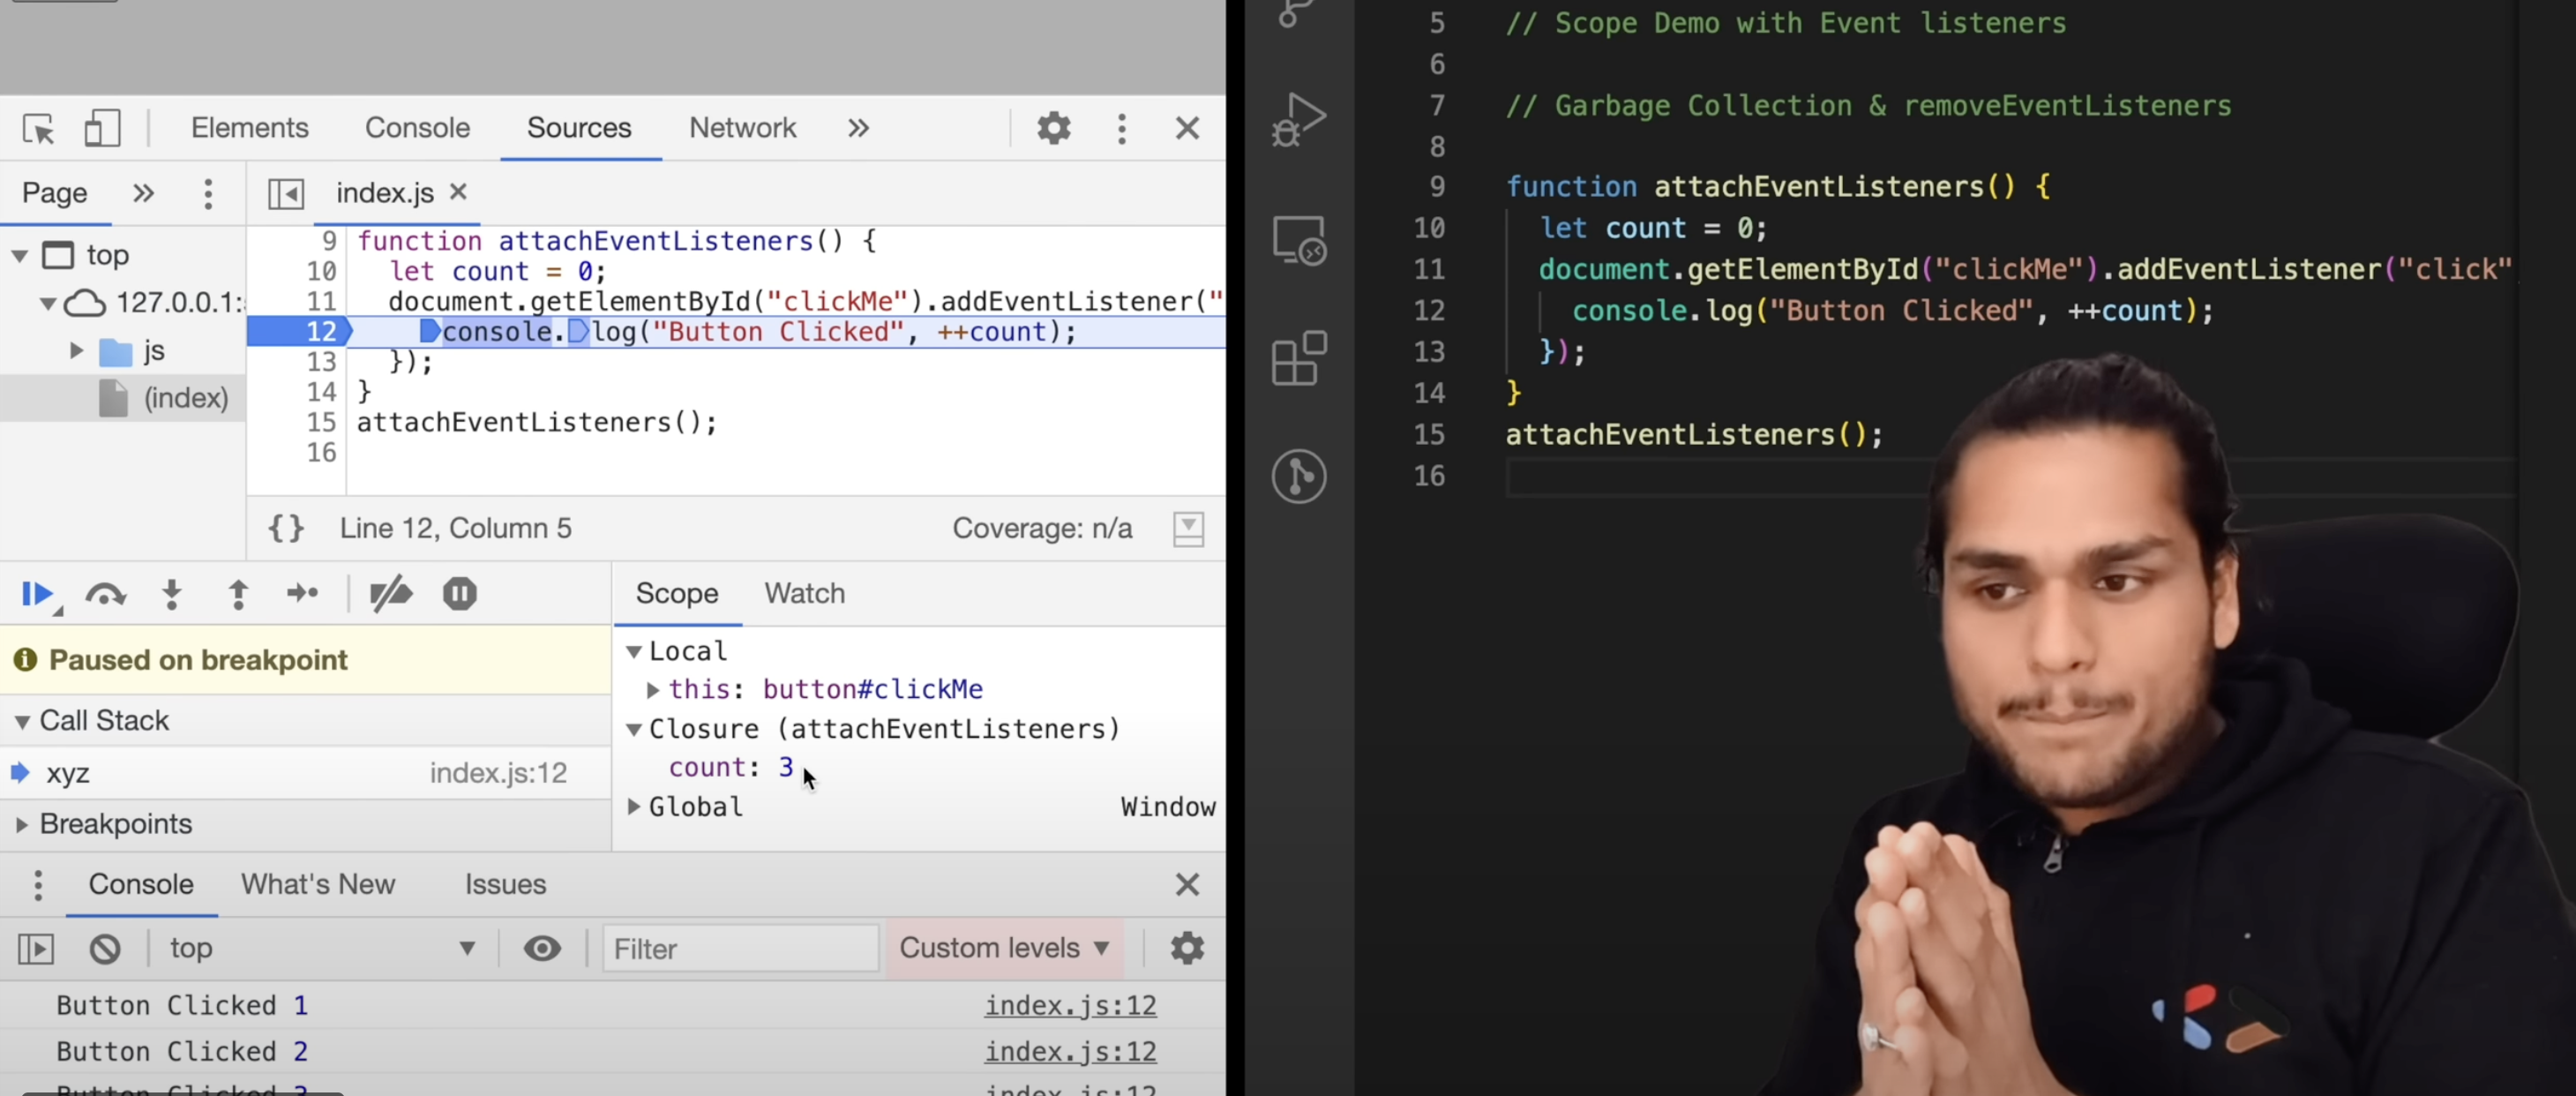 Elements Console Sources Network
Page
index.js
top
127.0.0.1:
js
(index)
9 function attachEventListeners() {
10 let count = 0;
11 document.getElementById("clickMe").addEventListener("
12 console.log("Button Clicked", ++count);
13 });
14 }
15 attachEventListeners();
16
{} Line 12, Column 5 Coverage: n/a
Paused on breakpoint
Call Stack
xyz index.js:12
Breakpoints
Scope Watch
Local
this: button#clickMe
Closure (attachEventListeners)
count: 3
Global Window
Console What's New Issues
top Filter Custom levels
Button Clicked 1 index.js:12
Button Clicked 2 index.js:12
Button Clicked 3 index.js:12
5 // Scope Demo with Event listeners
6
7 // Garbage Collection & removeEventListeners
8
9 function attachEventListeners() {
10 let count = 0;
11 document.getElementById("clickMe").addEventListener("click"
12 console.log("Button Clicked", ++count);
13 });
14 }
15 attachEventListeners();
16